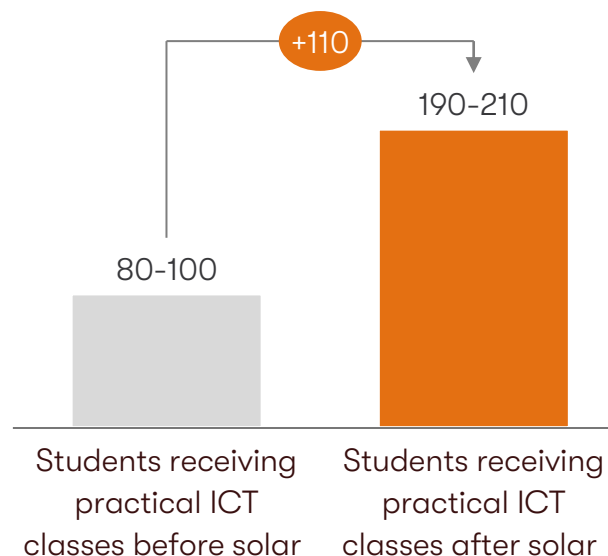 +110
190-210
80-100
Students receiving
practical ICT
classes before solar
Students receiving
practical ICT
classes after solar